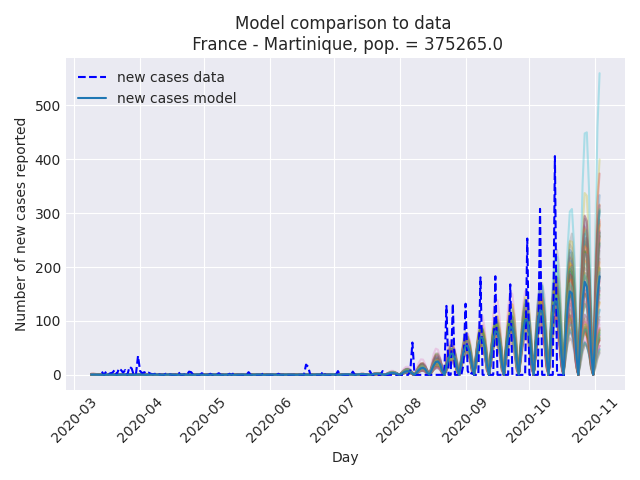 Model comparison to data
France - Martinique, pop. = 375265.0
new cases data
new cases model
Number of new cases reported
500
400
300
200
100
0
2020-03
2020-04
2020-05
2020-06
2020-07
2020-08
2020-09
2020-10
2020-11
Day